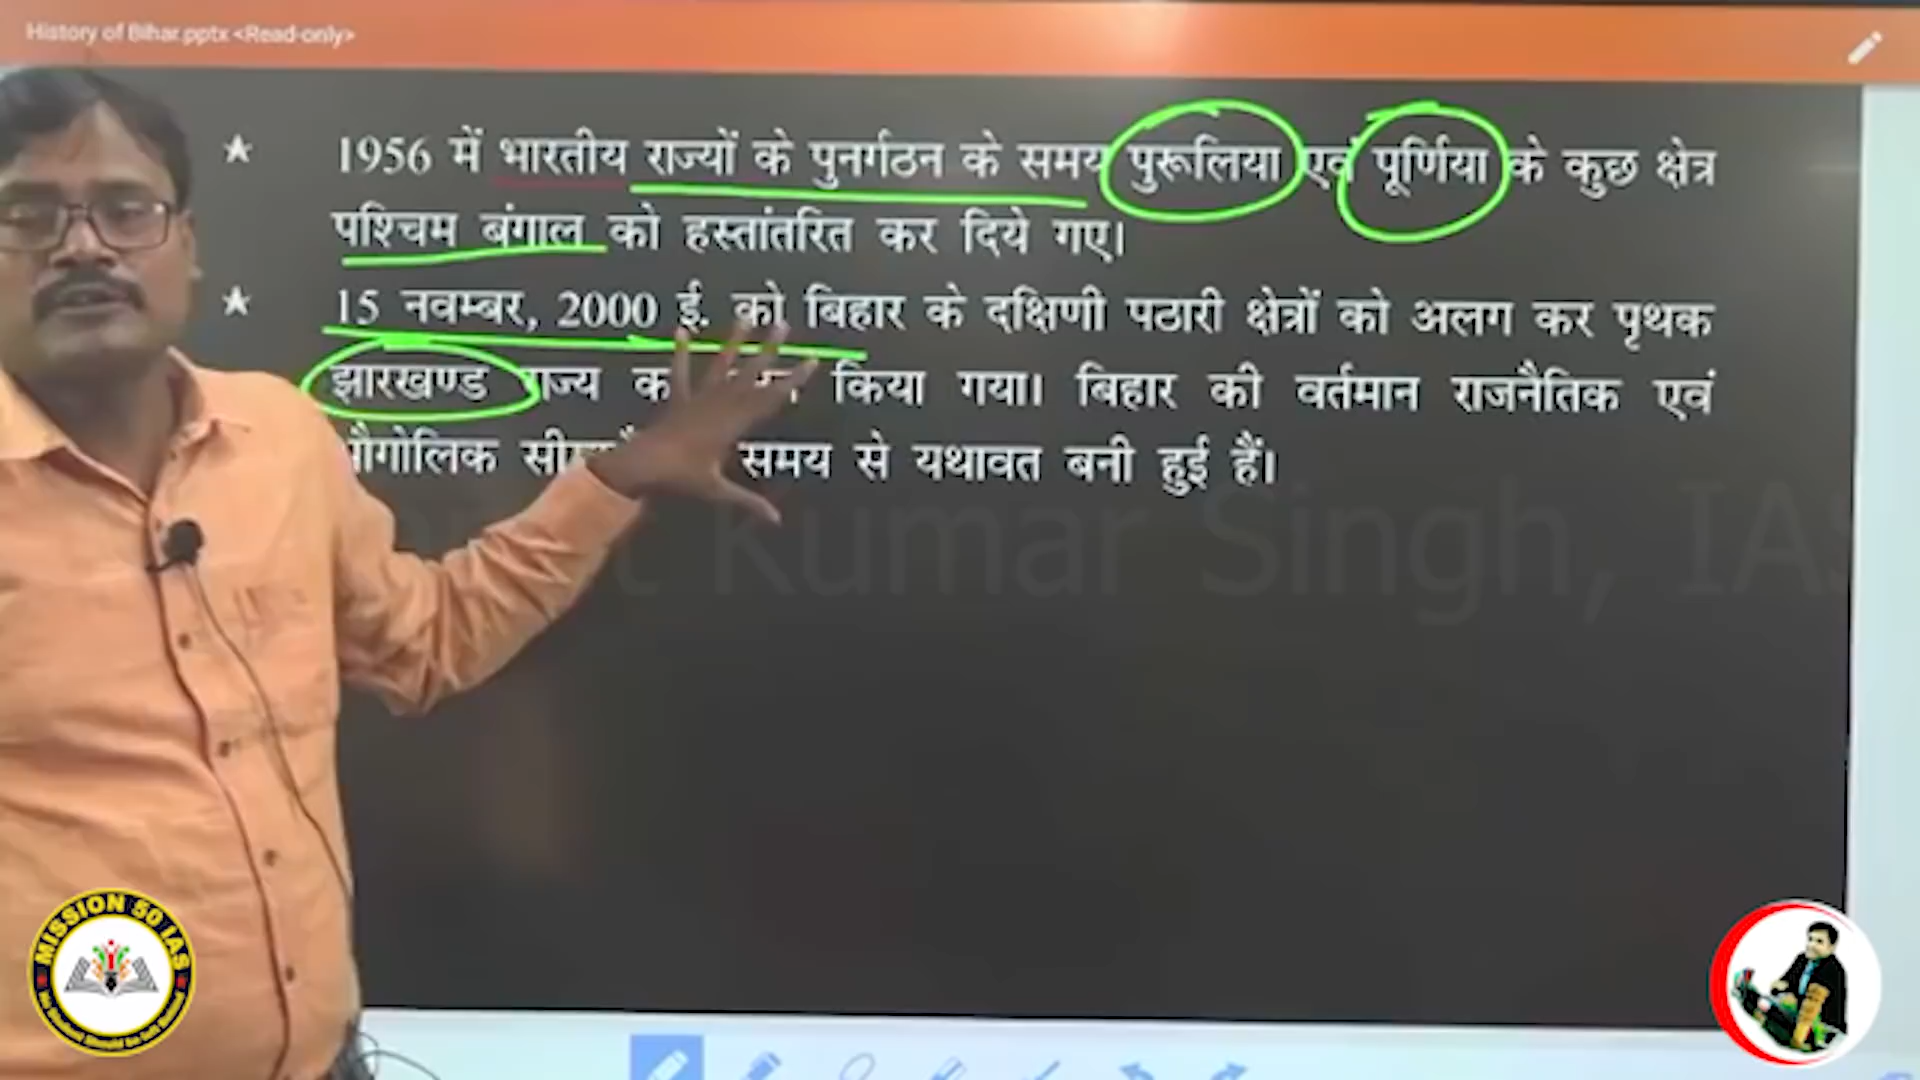 History of Bihar.pptx <Read-only>
★ 1956 में भारतीय राज्यों के पुनर्गठन के समय पुरूलिया एवं पूर्णिया के कुछ क्षेत्र
पश्चिम बंगाल को हस्तांतरित कर दिये गए।
★ 15 नवम्बर, 2000 ई. को बिहार के दक्षिणी पठारी क्षेत्रों को अलग कर पृथक
झारखण्ड राज्य किया गया। बिहार की वर्तमान राजनैतिक एवं
भौगोलिक समय से यथावत बनी हुई हैं।
Kumar Singh, IAS
MISSION 50 IAS